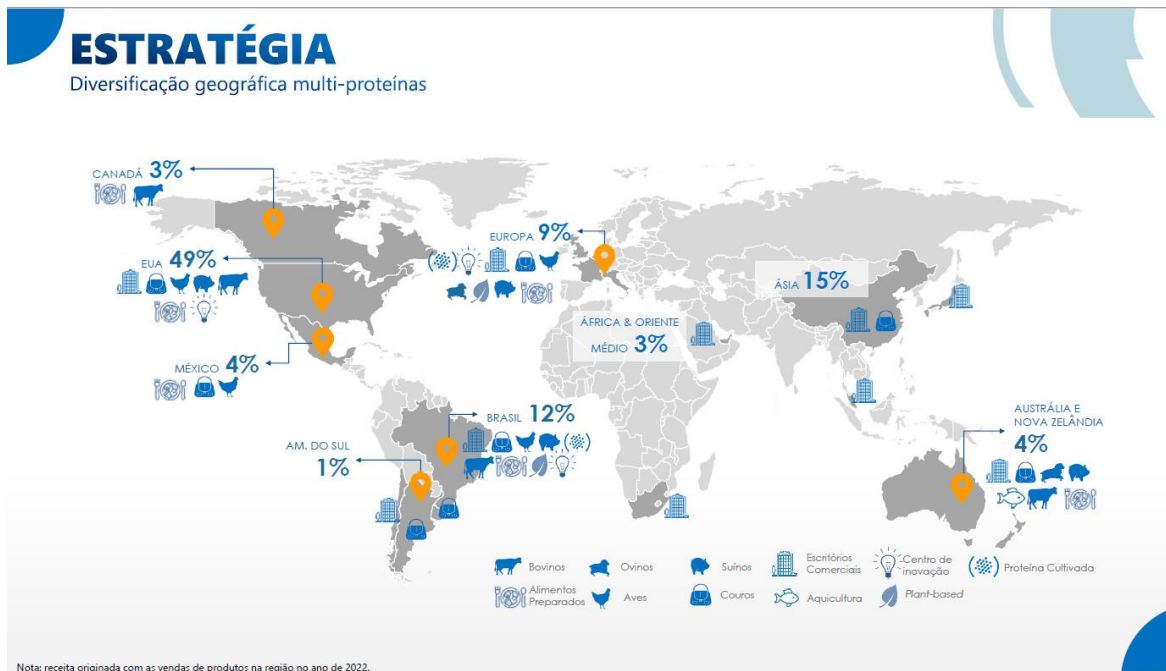 ESTRATÉGIA
Diversificação geográfica multi-proteínas
CANADÁ 3%
EUA 49%
MÉXICO 4%
EUROPA 9%
ÁSIA 15%
ÁFRICA & ORIENTE
MÉDIO 3%
BRASIL 12%
AM. DO SUL
1%
AUSTRÁLIA E
NOVA ZELÂNDIA
4%
Bovinos
Ovinos
Suínos
Escritórios
Comerciais
Centro de
inovação
Proteína Cultivada
Alimentos
Preparados
Aves
Couros
Aquicultura
Plant-based
Nota: receita originada com as vendas de produtos na região no ano de 2022.